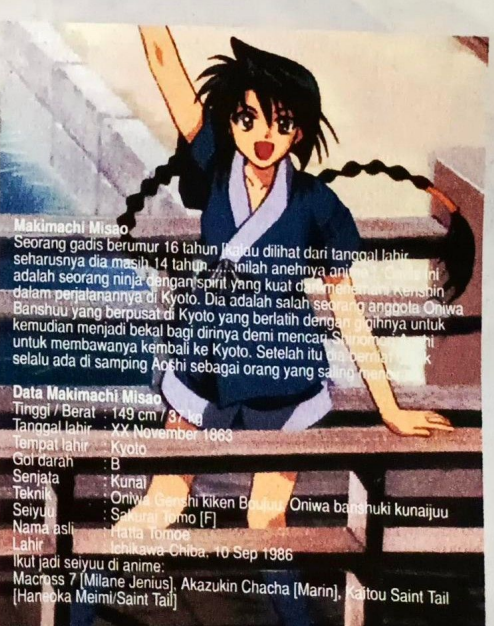 Makimachi Misao
Seorang gadis berumur 16 tahun [kalau dilihat dari tanggal lahir
seharusnya dia masih 14 tahun..... inilah anehnya anime]. Gadis ini
adalah seorang ninja dengan spirit yang kuat dan menemani Kenshin
dalam perjalanannya di Kyoto. Dia adalah salah seorang anggota Oniwa
Banshuu yang berpusat di Kyoto yang berlatih dengan gigihnya untuk
kemudian menjadi bekal bagi dirinya demi mencari Shinomori Aoshi
untuk membawanya kembali ke Kyoto. Setelah itu dia
selalu ada di samping Aoshi sebagai orang yang saling
Data Makimachi Misao
Tinggi / Berat : 149 cm / 37 kg
Tanggal lahir : XX November 1863
Tempat lahir : Kyoto
Gol darah : B
Senjata : Kunai
Teknik : Oniwa Genshi kiken Bouluu, Oniwa banshuki kunaijuu
Seiyuu : Sakurai Tomo [F]
Nama asli : Hatta Tomoe
Lahir : Ichikawa-Chiba, 10 Sep 1986
Ikut jadi seiyuu di anime:
Macross 7 [Milane Jenius], Akazukin Chacha [Marin], Kaitou Saint Tail
[Haneoka Meimi/Saint Tail]